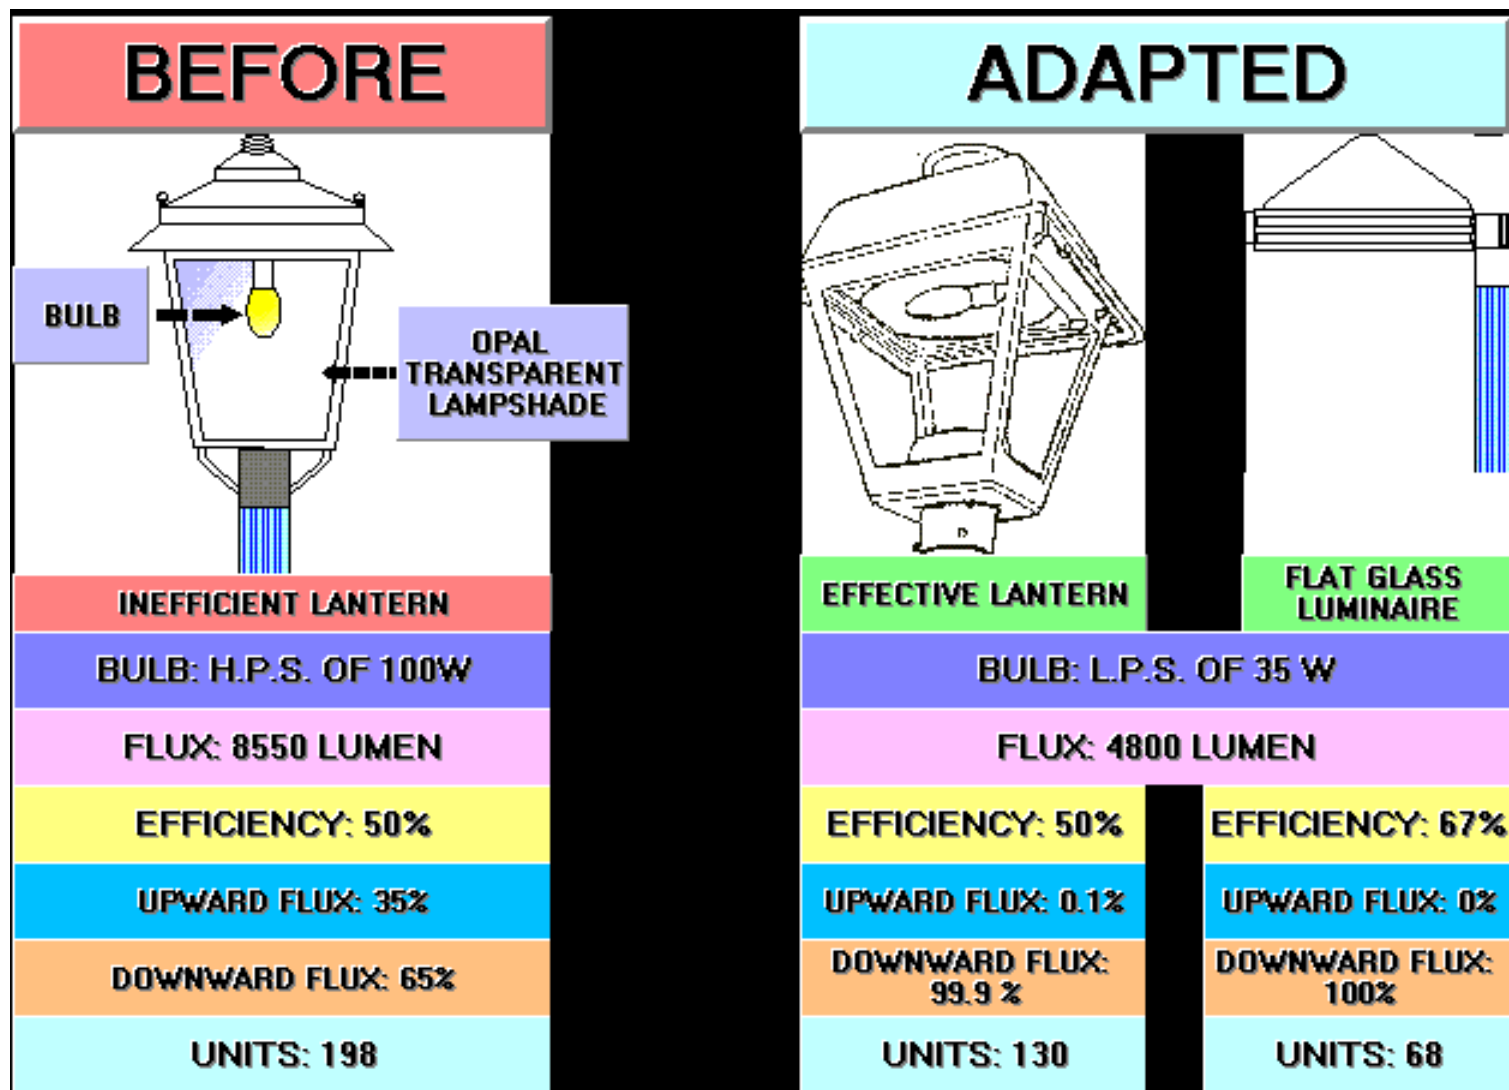 BEFORE
ADAPTED
BULB
OPAL
TRANSPARENT
LAMPSHADE
INEFFICIENT LANTERN
EFFECTIVE LANTERN
FLAT GLASS
LUMINAIRE
BULB: H.P.S. OF 100W
BULB: L.P.S. OF 35 W
FLUX: 8550 LUMEN
FLUX: 4800 LUMEN
EFFICIENCY: 50%
EFFICIENCY: 50%
EFFICIENCY: 67%
UPWARD FLUX: 35%
UPWARD FLUX: 0.1%
UPWARD FLUX: 0%
DOWNWARD FLUX: 65%
DOWNWARD FLUX:
99.9 %
DOWNWARD FLUX:
100%
UNITS: 198
UNITS: 130
UNITS: 68